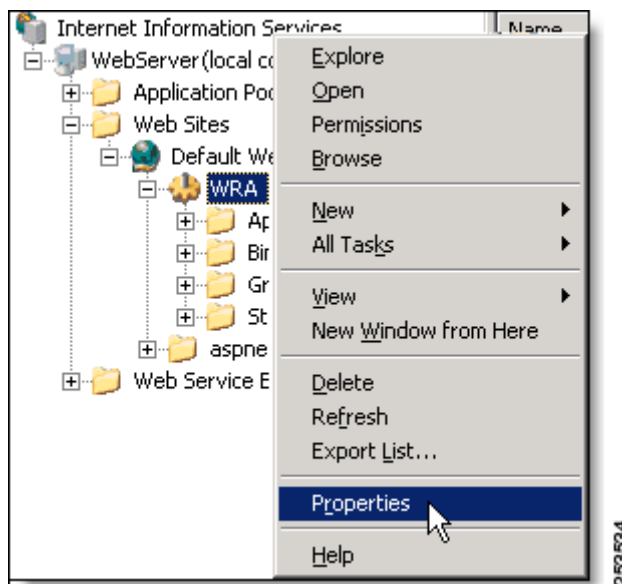 Internet Information Services
Name
WebServer (local co
Application Poo
Web Sites
Default We
WRA
Ap
Bin
Gr
St
aspne
Web Service E
Explore
Open
Permissions
Browse
New
All Tasks
View
New Window from Here
Delete
Refresh
Export List...
Properties
Help
253534